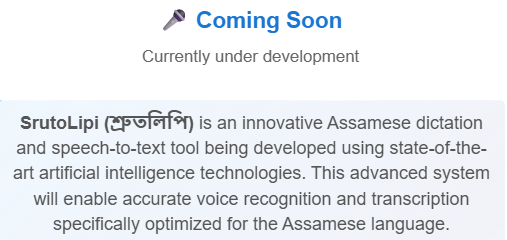 🎤 Coming Soon
Currently under development
SrutoLipi (শ্ৰুতলিপি) is an innovative Assamese dictation
and speech-to-text tool being developed using state-of-the-
art artificial intelligence technologies. This advanced system
will enable accurate voice recognition and transcription
specifically optimized for the Assamese language.